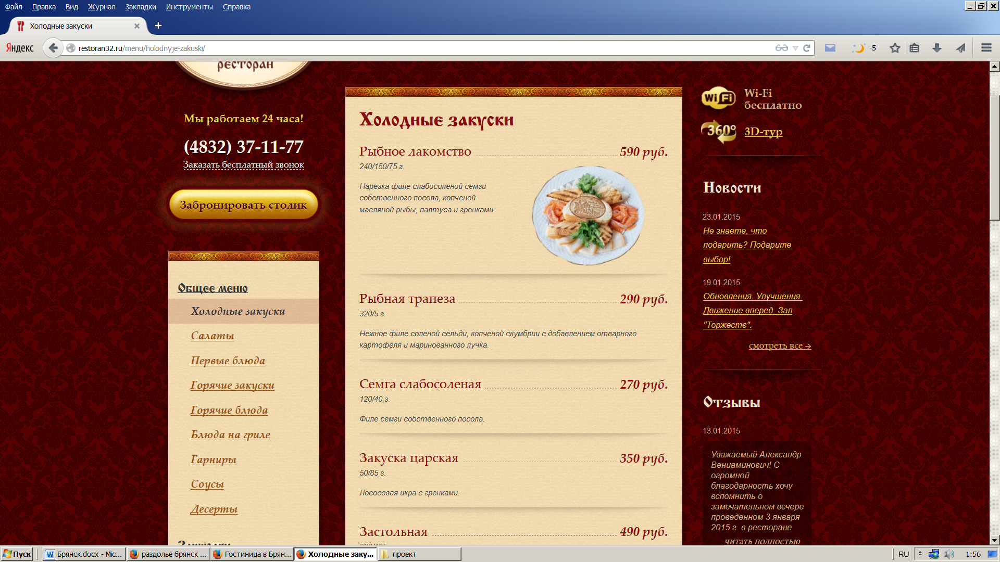 Файл Правка Вид Журнал Закладки Инструменты Справка
Холодные закуски
Яндекс
restoran32.ru/menu/holodnyje-zakuski/
-5
ресторан
Мы работаем 24 часа!
(4832) 37-11-77
Заказать бесплатный звонок
Забронировать столик
Общее меню
Холодные закуски
Салаты
Первые блюда
Горячие закуски
Горячие блюда
Блюда на гриле
Гарниры
Соусы
Десерты
Холодные закуски
Рыбное лакомство 590 руб.
240/150/75 г.
Нарезка филе слабосолёной сёмги
собственного посола, копченой
масляной рыбы, палтуса и гренками.
Рыбная трапеза 290 руб.
320/5 г.
Нежное филе соленой сельди, копченой скумбрии с добавлением отварного
картофеля и маринованного лучка.
Семга слабосоленая 270 руб.
120/40 г.
Филе семги собственного посола.
Закуска царская 350 руб.
50/85 г.
Лососевая икра с гренками.
Застольная 490 руб.
WiFi
Wi-Fi
бесплатно
360°
3D-тур
Новости
23.01.2015
Не знаете, что
подарить? Подарите
выбор!
19.01.2015
Обновления. Улучшения.
Движение вперед. Зал
"Торжеств".
смотреть все →
Отзывы
13.01.2015
Уважаемый Александр
Вениаминович! С
огромной
благодарность хочу
вспомнить о
замечательном вечере
проведенном 3 января
2015 г. в ресторане
читать полностью
Пуск
Брянск.docx - Mic...
раздолье брянск ...
Гостиница в Брян...
Холодные заку...
проект
RU
1:56